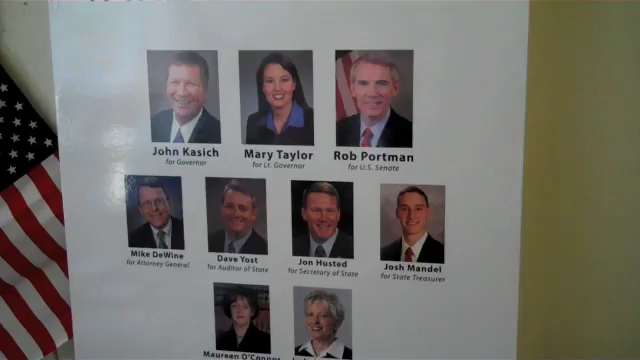 John Kasich
for Governor
Mary Taylor
for Lt. Governor
Rob Portman
for U.S. Senate
Mike DeWine
for Attorney General
Dave Yost
for Auditor of State
Jon Husted
for Secretary of State
Josh Mandel
for State Treasurer
Maureen O'Connor